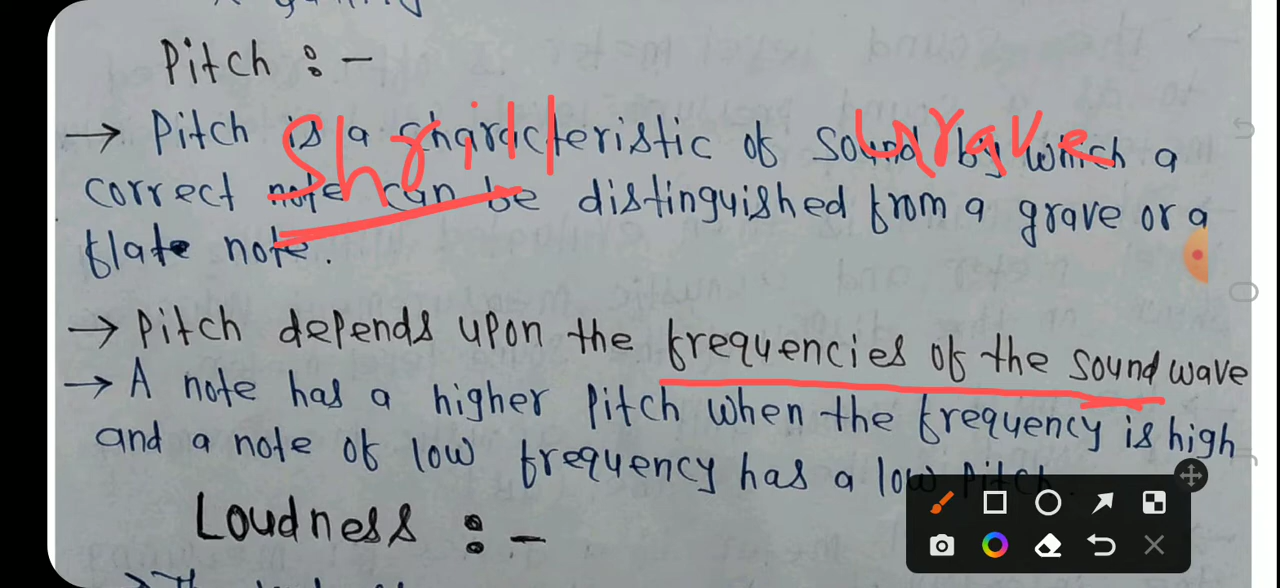 Pitch : -
→ Pitch is a characteristic of sound by which a
shrill grave
correct note can be distinguished from a grave or a
flate note.
→ Pitch depends upon the frequencies of the sound wave
→ A note has a higher Pitch when the frequency is high
and a note of low frequency has a low Pitch.
Loudness : -